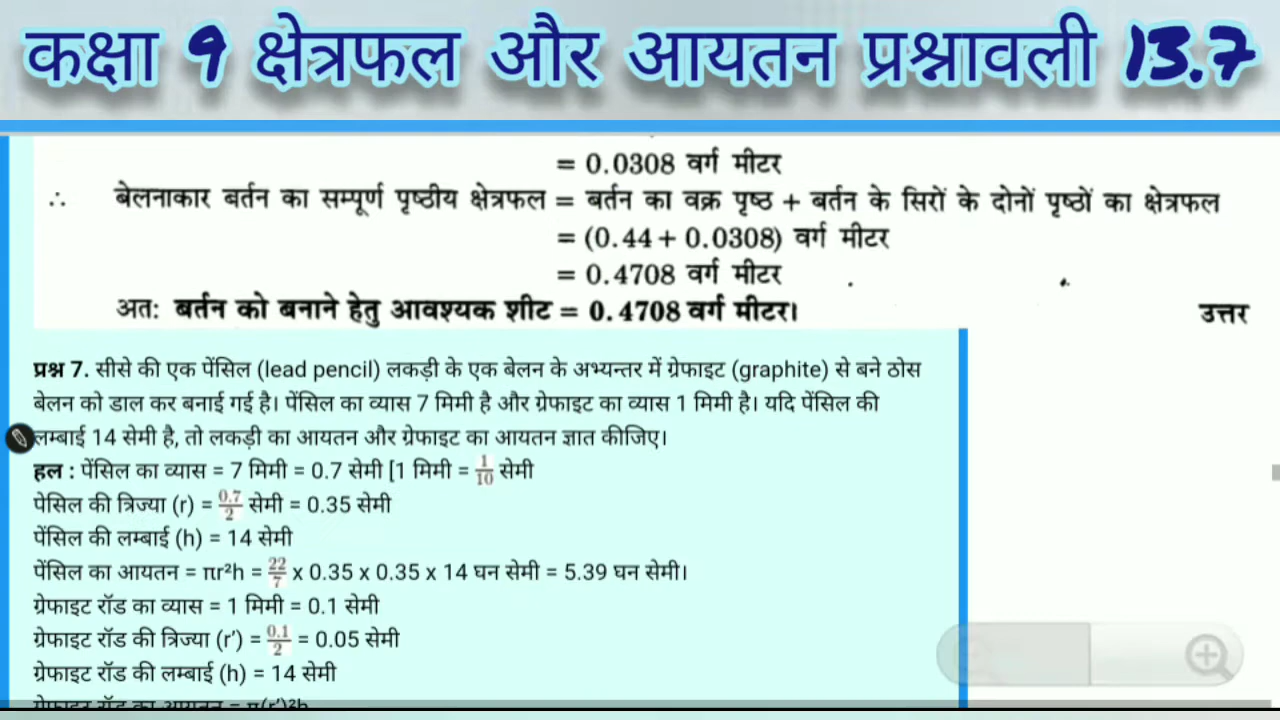 कक्षा 9 क्षेत्रफल और आयतन प्रश्नावली 13.7
= 0.0308 वर्ग मीटर
∴ बेलनाकार बर्तन का सम्पूर्ण पृष्ठीय क्षेत्रफल = बर्तन का वक्र पृष्ठ + बर्तन के सिरों के दोनों पृष्ठों का क्षेत्रफल
= (0.44 + 0.0308) वर्ग मीटर
= 0.4708 वर्ग मीटर
अतः बर्तन को बनाने हेतु आवश्यक शीट = 0.4708 वर्ग मीटर। उत्तर
प्रश्न 7. सीसे की एक पेंसिल (lead pencil) लकड़ी के एक बेलन के अभ्यन्तर में ग्रेफाइट (graphite) से बने ठोस
बेलन को डाल कर बनाई गई है। पेंसिल का व्यास 7 मिमी है और ग्रेफाइट का व्यास 1 मिमी है। यदि पेंसिल की
लम्बाई 14 सेमी है, तो लकड़ी का आयतन और ग्रेफाइट का आयतन ज्ञात कीजिए।
हल : पेंसिल का व्यास = 7 मिमी = 0.7 सेमी [1 मिमी = 1/10 सेमी
पेसिल की त्रिज्या (r) = 0.7/2 सेमी = 0.35 सेमी
पेंसिल की लम्बाई (h) = 14 सेमी
पेंसिल का आयतन = πr²h = 22/7 x 0.35 x 0.35 x 14 घन सेमी = 5.39 घन सेमी।
ग्रेफाइट रॉड का व्यास = 1 मिमी = 0.1 सेमी
ग्रेफाइट रॉड की त्रिज्या (r’) = 0.1/2 = 0.05 सेमी
ग्रेफाइट रॉड की लम्बाई (h) = 14 सेमी
ग्रेफाइट रॉड का आयतन = π(r’)²h